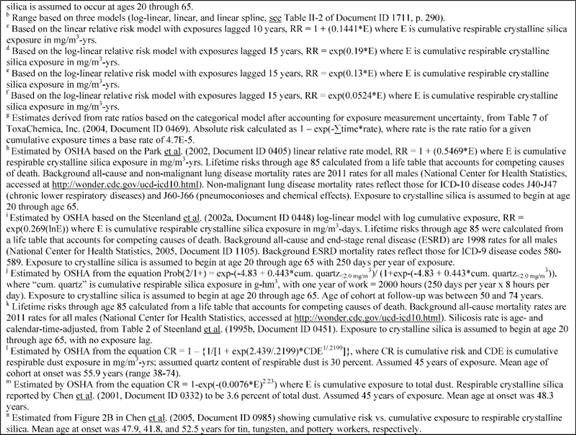 silica is assumed to occur at ages 20 through 65.
b Range based on three models (log-linear, linear, and linear spline, see Table II-2 of Document ID 1711, p. 290).
c Based on the linear relative risk model with exposures lagged 10 years, RR = 1 + (0.1441*E) where E is cumulative respirable crystalline silica exposure in mg/m³-
yrs.
d Based on the log-linear relative risk model with exposures lagged 15 years, RR = exp(0.19*E) where E is cumulative respirable crystalline
silica exposure in mg/m³-yrs.
e Based on the log-linear relative risk model with exposures lagged 15 years, RR = exp(0.13*E) where E is cumulative respirable crystalline
silica exposure in mg/m³-yrs.
f Based on the log-linear relative risk model with exposures lagged 15 years, RR = exp(0.0524*E) where E is cumulative respirable crystalline
silica exposure in mg/m³-yrs.
g Estimates derived from rate ratios based on the categorical model after accounting for exposure measurement uncertainty, from Table 7 of
ToxaChemica, Inc. (2004, Document ID 0469). Absolute risk calculated as 1 – exp(-∑time*rate), where rate is the rate ratio for a given
cumulative exposure times a base rate of 4.7E-5.
h Estimated by OSHA based on the Park et al. (2002, Document ID 0405) linear relative rate model, RR = 1 + (0.5469*E) where E is cumulative
respirable crystalline silica exposure in mg/m³-yrs. Lifetime risks through age 85 calculated from a life table that accounts for competing causes
of death. Background all-cause and non-malignant lung disease mortality rates are 2011 rates for all males (National Center for Health Statistics,
accessed at http://wonder.cdc.gov/ucd-icd10.html). Non-malignant lung disease mortality rates reflect those for ICD-10 disease codes J40-J47
(chronic lower respiratory diseases) and J60-J66 (pneumoconioses and chemical effects). Exposure to crystalline silica is assumed to begin at age
20 through age 65.
i Estimated by OSHA based on the Steenland et al. (2002a, Document ID 0448) log-linear model with log cumulative exposure, RR =
exp(0.269(lnE)) where E is cumulative respirable crystalline silica exposure in mg/m³-days. Lifetime risks through age 85 were calculated from
a life table that accounts for competing causes of death. Background all-cause and end-stage renal disease (ESRD) are 1998 rates for all males
(National Center for Health Statistics, 2005, Document ID 1105). Background ESRD mortality rates reflect those for ICD-9 disease codes 580-
589. Exposure to crystalline silica is assumed to begin at age 20 through age 65 with 250 days per year of exposure.
j Estimated by OSHA from the equation Prob(2/1+) = exp-(-4.83 + 0.443*cum. quartz<2.0 mg/m³)/ (1+exp-(-4.83 + 0.443*cum. quartz<2.0 mg/m³)),
where "cum. quartz" is cumulative respirable silica exposure in g-hm³, with one year of work = 2000 hours (250 days per year x 8 hours per
day). Exposure to crystalline silica is assumed to begin at age 20 through age 65. Age of cohort at follow-up was between 50 and 74 years.
k Lifetime risks through age 85 calculated from a life table that accounts for competing causes of death. Background all-cause mortality rates are
2011 rates for all males (National Center for Health Statistics, accessed at http://wonder.cdc.gov/ucd-icd10.html). Silicosis rate is age- and
calendar-time-adjusted, from Table 2 of Steenland et al. (1995b, Document ID 0451). Exposure to crystalline silica is assumed to begin at age 20
through age 65, with no exposure lag.
l Estimated by OSHA from the equation CR = 1 – {1/[1 + exp(2.439/.2199)*CDE^1/.2199]}, where CR is cumulative risk and CDE is cumulative
respirable dust exposure in mg/m³-yrs; assumed quartz content of respirable dust is 30 percent. Assumed 45 years of exposure. Mean age of
cohort at onset was 55.9 years (range 38-74).
m Estimated by OSHA from the equation CR = 1-exp(-(0.0076*E)^2.23) where E is cumulative exposure to total dust. Respirable crystalline silica
reported by Chen et al. (2001, Document ID 0332) to be 3.6 percent of total dust. Assumed 45 years of exposure. Mean age at onset was 48.3
years.
n Estimated from Figure 2B in Chen et al. (2005, Document ID 0985) showing cumulative risk vs. cumulative exposure to respirable crystalline
silica. Mean age at onset was 47.9, 41.8, and 52.5 years for tin, tungsten, and pottery workers, respectively.